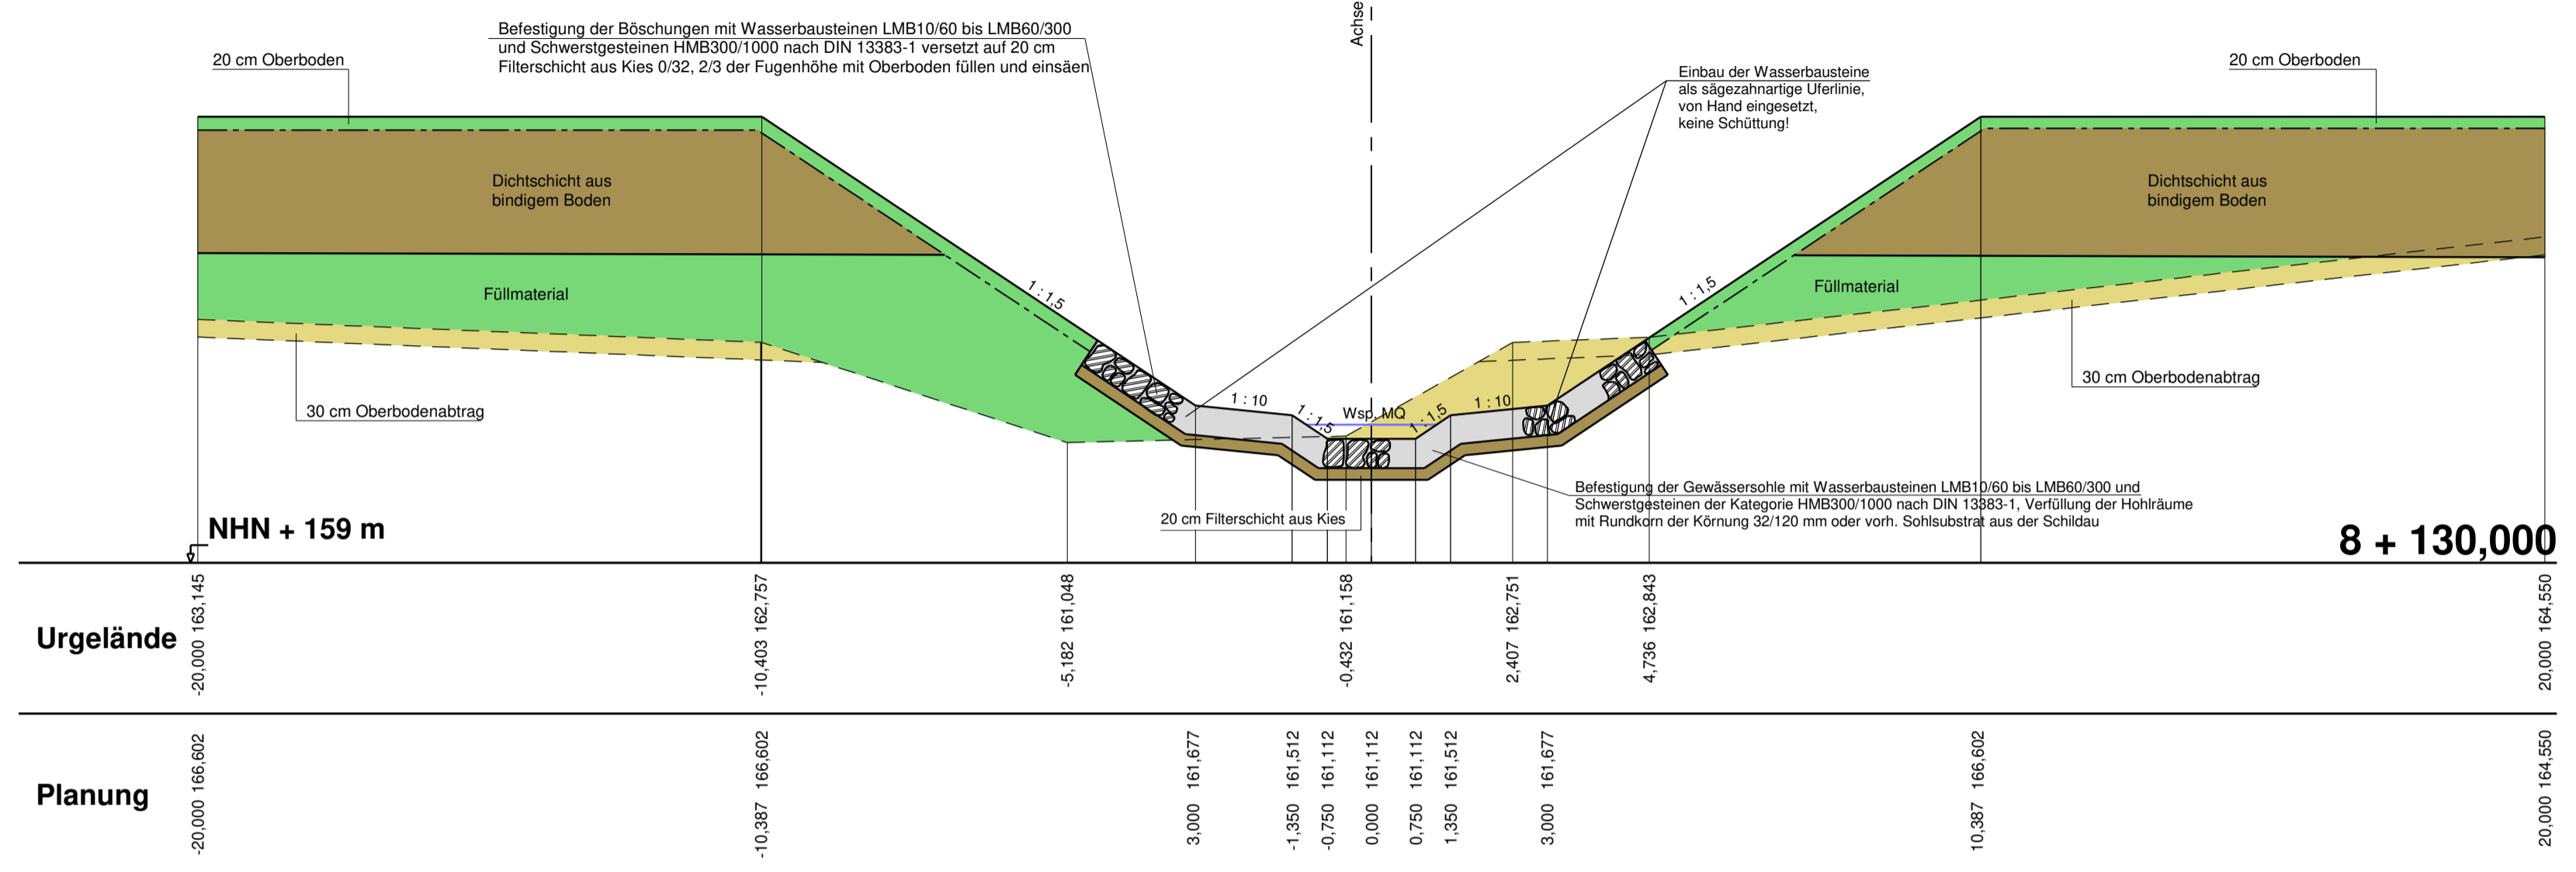 Befestigung der Böschungen mit Wasserbausteinen LMB10/60 bis LMB60/300
und Schwerstgesteinen HMB300/1000 nach DIN 13383-1 versetzt auf 20 cm
Filterschicht aus Kies 0/32, 2/3 der Fugenhöhe mit Oberboden füllen und einsäen
Achse
20 cm Oberboden
20 cm Oberboden
Einbau der Wasserbausteine
als sägezahnartige Uferlinie,
von Hand eingesetzt,
keine Schüttung!
Dichtschicht aus
bindigem Boden
Dichtschicht aus
bindigem Boden
Füllmaterial
1 : 1,5
1 : 1,5
Füllmaterial
30 cm Oberbodenabtrag
1 : 10
1 : 1,5
Wsp. MQ
1 : 1,5
1 : 10
30 cm Oberbodenabtrag
Befestigung der Gewässersohle mit Wasserbausteinen LMB10/60 bis LMB60/300 und
Schwerstgesteinen der Kategorie HMB300/1000 nach DIN 13383-1, Verfüllung der Hohlräume
mit Rundkorn der Körnung 32/120 mm oder vorh. Sohlsubstrat aus der Schildau
20 cm Filterschicht aus Kies
NHN + 159 m
8 + 130,000
Urgelände
-20,000 163,145
-10,403 162,757
-5,182 161,048
-0,432 161,158
2,407 162,751
4,736 162,843
20,000 164,550
Planung
-20,000 166,602
-10,387 166,602
3,000 161,677
-1,350 161,512
-0,750 161,112
0,000 161,112
0,750 161,112
1,350 161,512
3,000 161,677
10,387 166,602
20,000 164,550